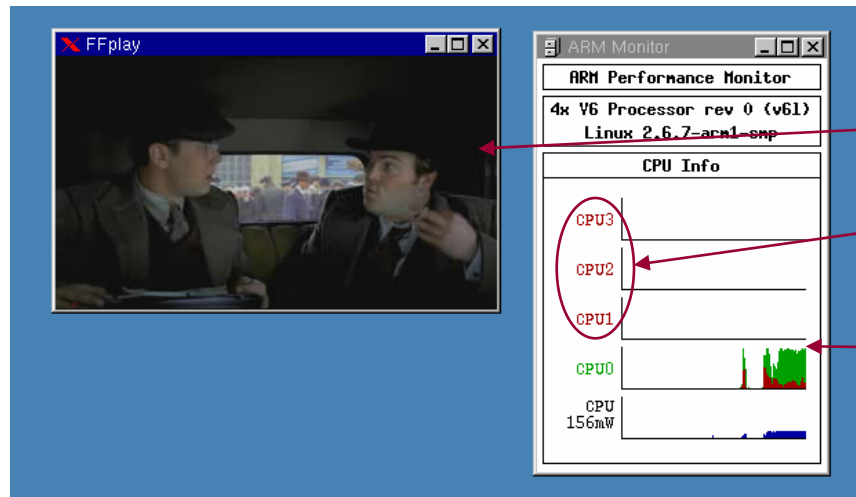 FFplay
ARM Monitor
ARM Performance Monitor
4x V6 Processor rev 0 (v6l)
Linux 2.6.7-arm1-smp
CPU Info
CPU3
CPU2
CPU1
CPU0
CPU
156mW